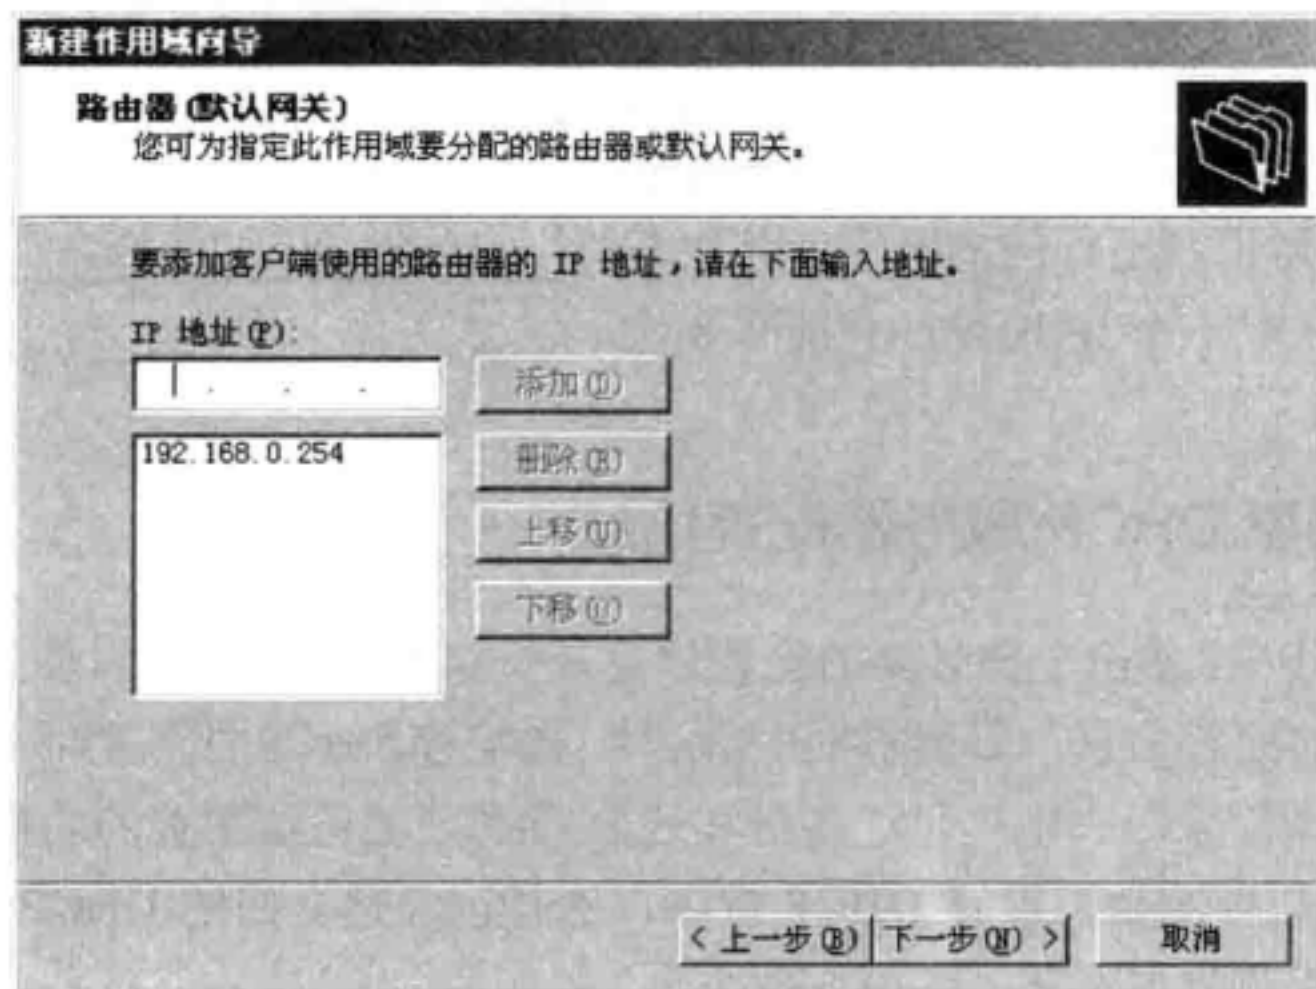 新建作用域向导
路由器(默认网关)
您可为指定此作用域要分配的路由器或默认网关。
要添加客户端使用的路由器的 IP 地址，请在下面输入地址。
IP 地址(P):
添加(D)
192.168.0.254
删除(R)
上移(U)
下移(O)
< 上一步(B) 下一步(N) > 取消